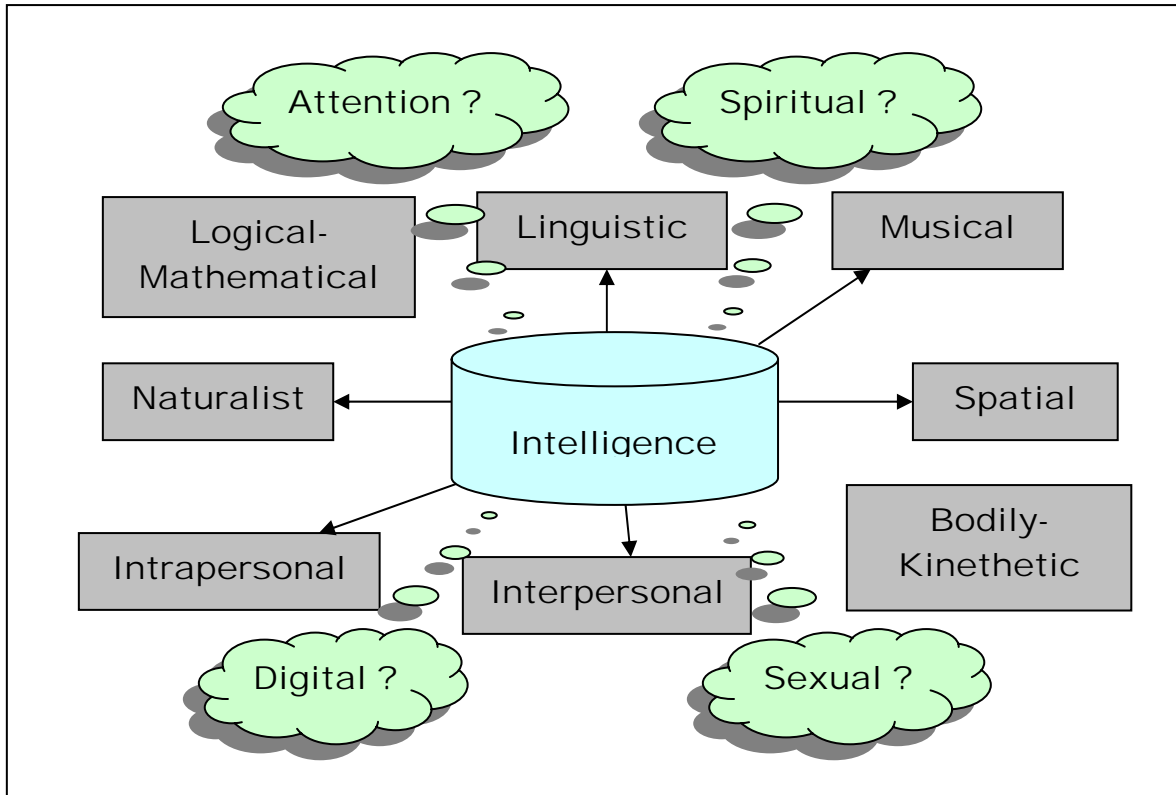 Attention ?
Spiritual ?
Logical-
Mathematical
Linguistic
Musical
Naturalist
Intelligence
Spatial
Intrapersonal
Interpersonal
Bodily-
Kinethetic
Digital ?
Sexual ?